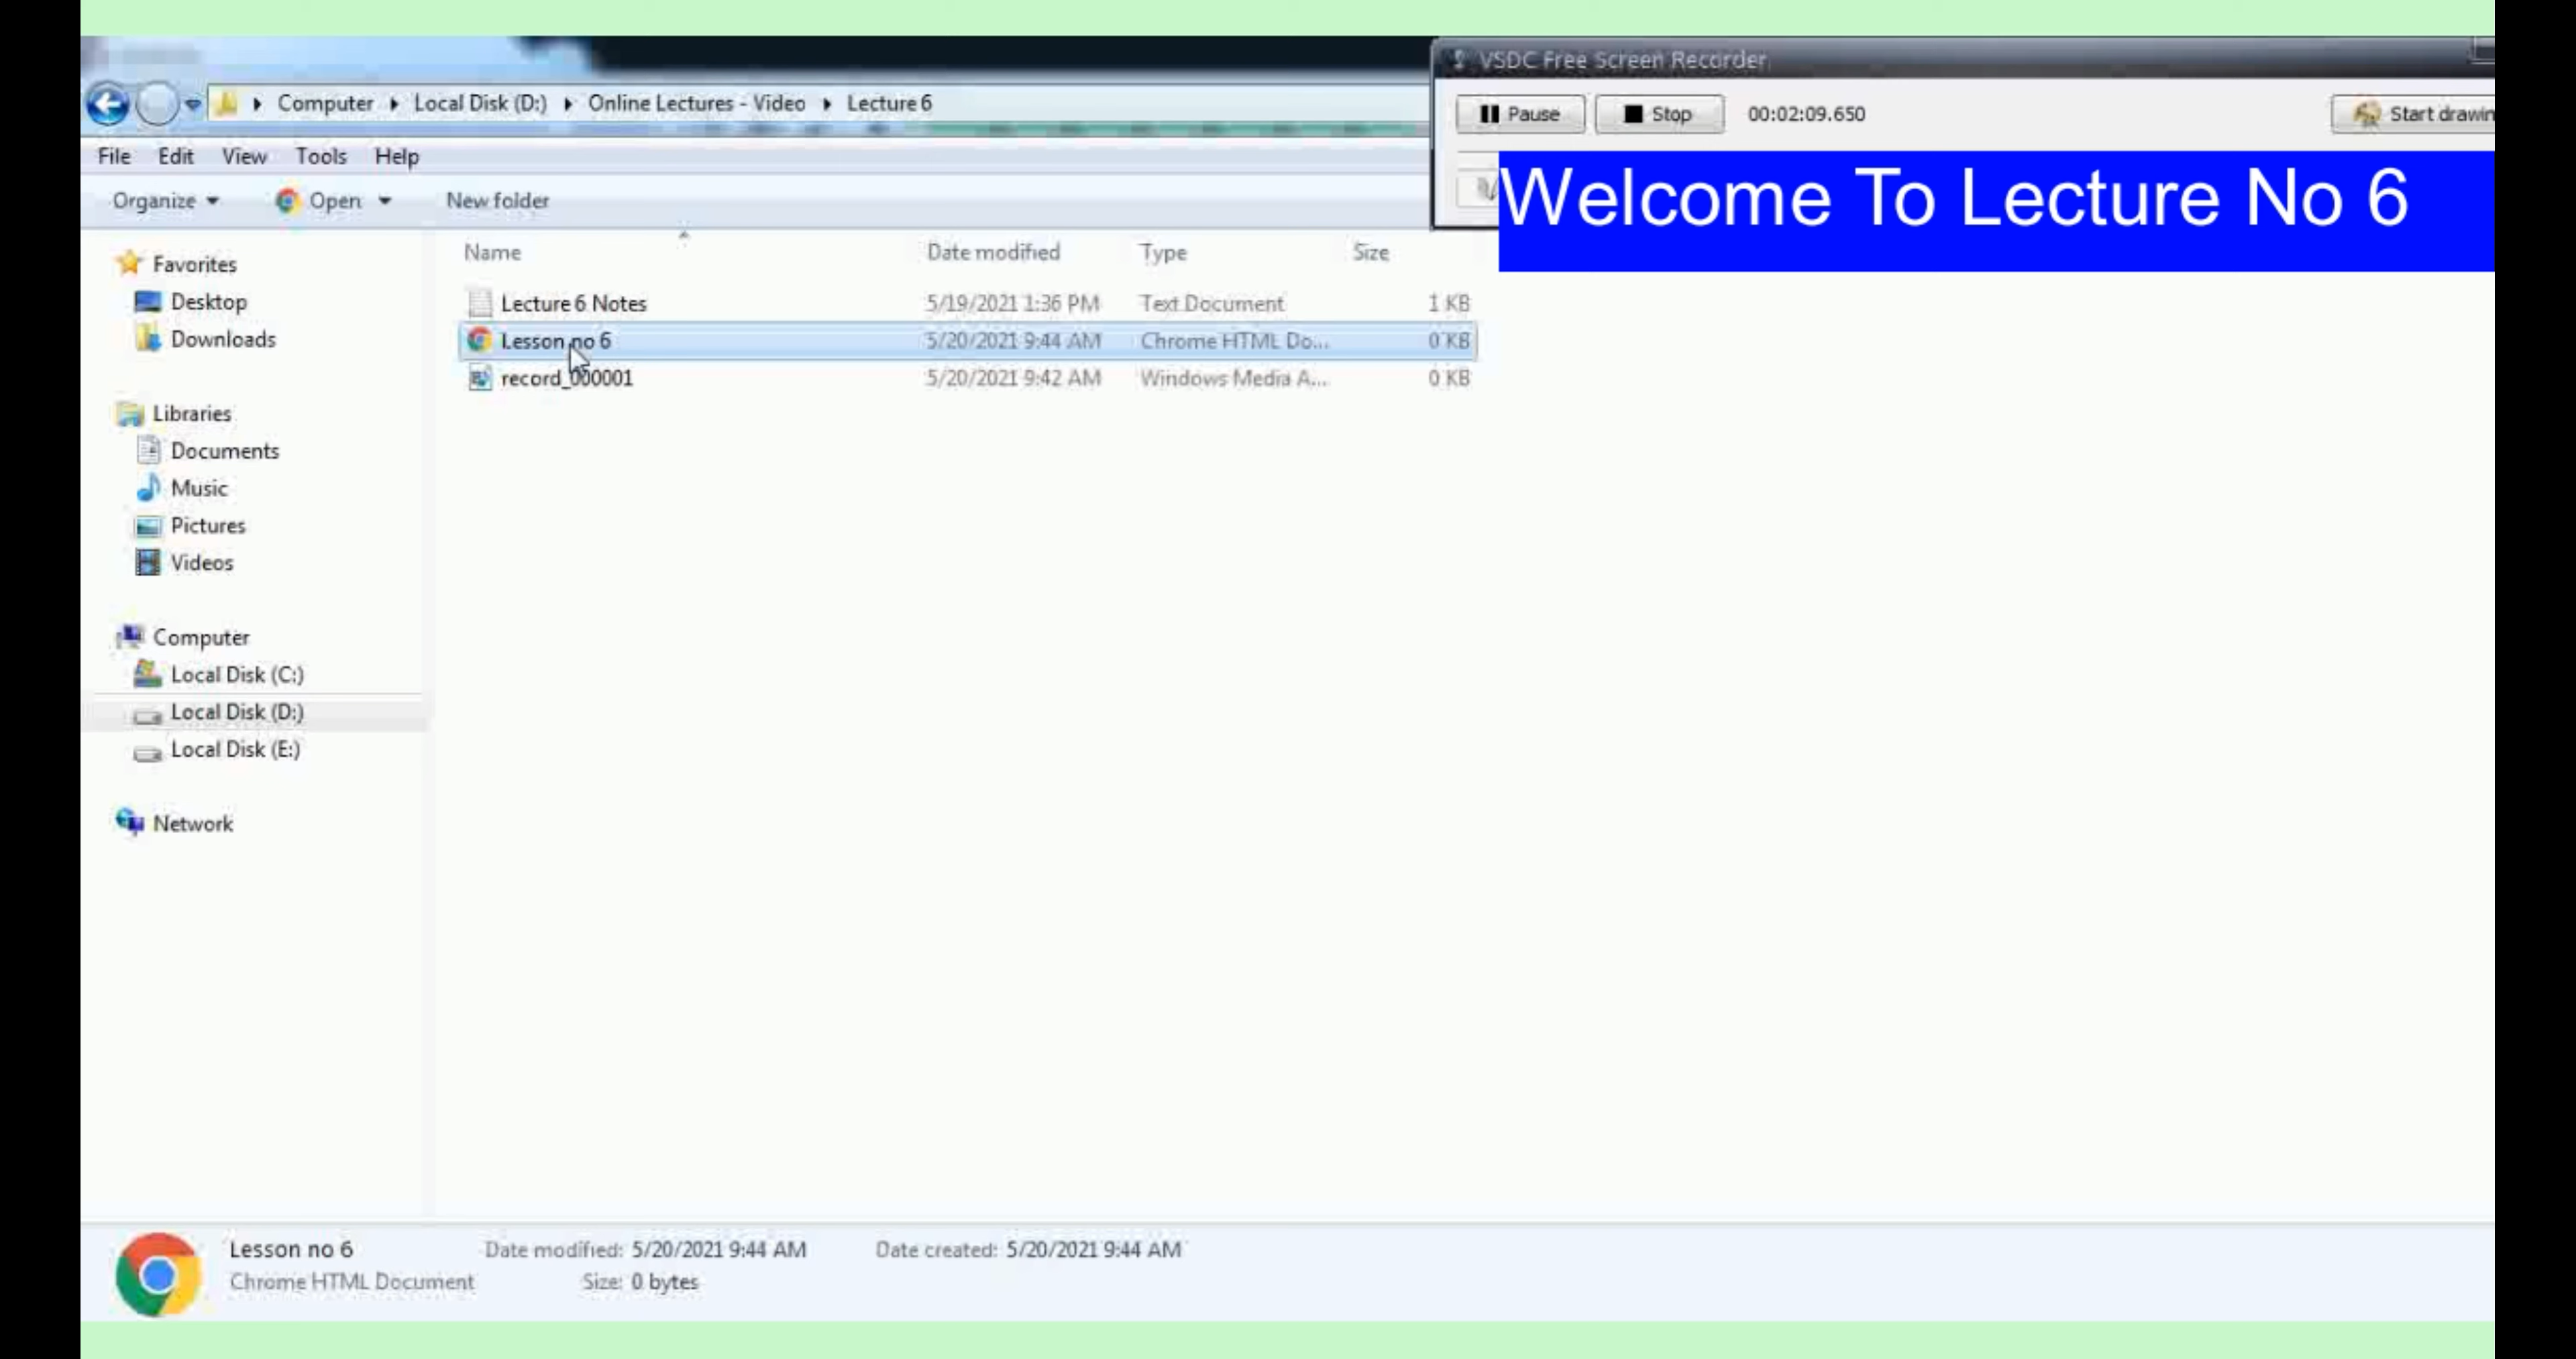 VSDC Free Screen Recorder
Computer Local Disk (D:) Online Lectures - Video Lecture 6
Pause Stop 00:02:09.650 Start drawin
File Edit View Tools Help
Welcome To Lecture No 6
Organize Open New folder
Name Date modified Type Size
Favorites
Desktop
Downloads
Lecture 6 Notes 5/19/2021 1:36 PM Text Document 1 KB
Lesson no 6 5/20/2021 9:44 AM Chrome HTML Do... 0 KB
record_000001 5/20/2021 9:42 AM Windows Media A... 0 KB
Libraries
Documents
Music
Pictures
Videos
Computer
Local Disk (C:)
Local Disk (D:)
Local Disk (E:)
Network
Lesson no 6 Date modified: 5/20/2021 9:44 AM Date created: 5/20/2021 9:44 AM
Chrome HTML Document Size: 0 bytes